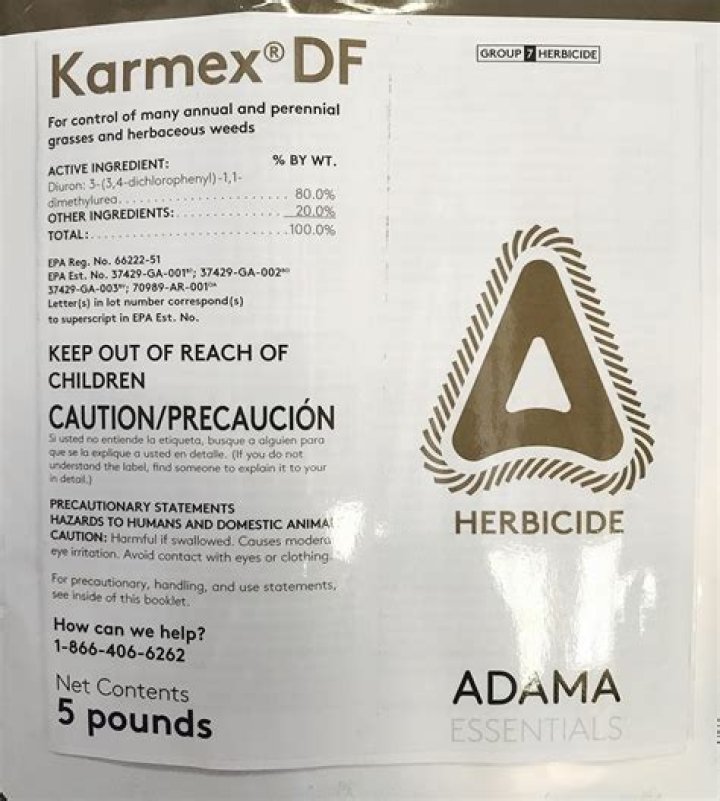 Karmex® DF
For control of many annual and perennial
grasses and herbaceous weeds
ACTIVE INGREDIENT: % BY WT.
Diuron: 3-(3,4-dichlorophenyl)-1,1-
dimethylurea. . . . . . . . . . . . . . . . . . . . . . . . 80.0%
OTHER INGREDIENTS: . . . . . . . . . . . . . . . 20.0%
TOTAL: . . . . . . . . . . . . . . . . . . . . . . . . . . . . 100.0%
EPA Reg. No. 66222-51
EPA Est. No. 37429-GA-001; 37429-GA-002
37429-GA-003; 70989-AR-001
Letter(s) in lot number correspond(s)
to superscript in EPA Est. No.
KEEP OUT OF REACH OF
CHILDREN
CAUTION/PRECAUCIÓN
Si usted no entiende la etiqueta, busque a alguien para
que se la explique a usted en detalle. (If you do not
understand the label, find someone to explain it to your
in detail.)
PRECAUTIONARY STATEMENTS
HAZARDS TO HUMANS AND DOMESTIC ANIMA
CAUTION: Harmful if swallowed. Causes modera
eye irritation. Avoid contact with eyes or clothing.
For precautionary, handling, and use statements,
see inside of this booklet.
How can we help?
1-866-406-6262
Net Contents
5 pounds
GROUP 7 HERBICIDE
HERBICIDE
ADAMA
ESSENTIALS